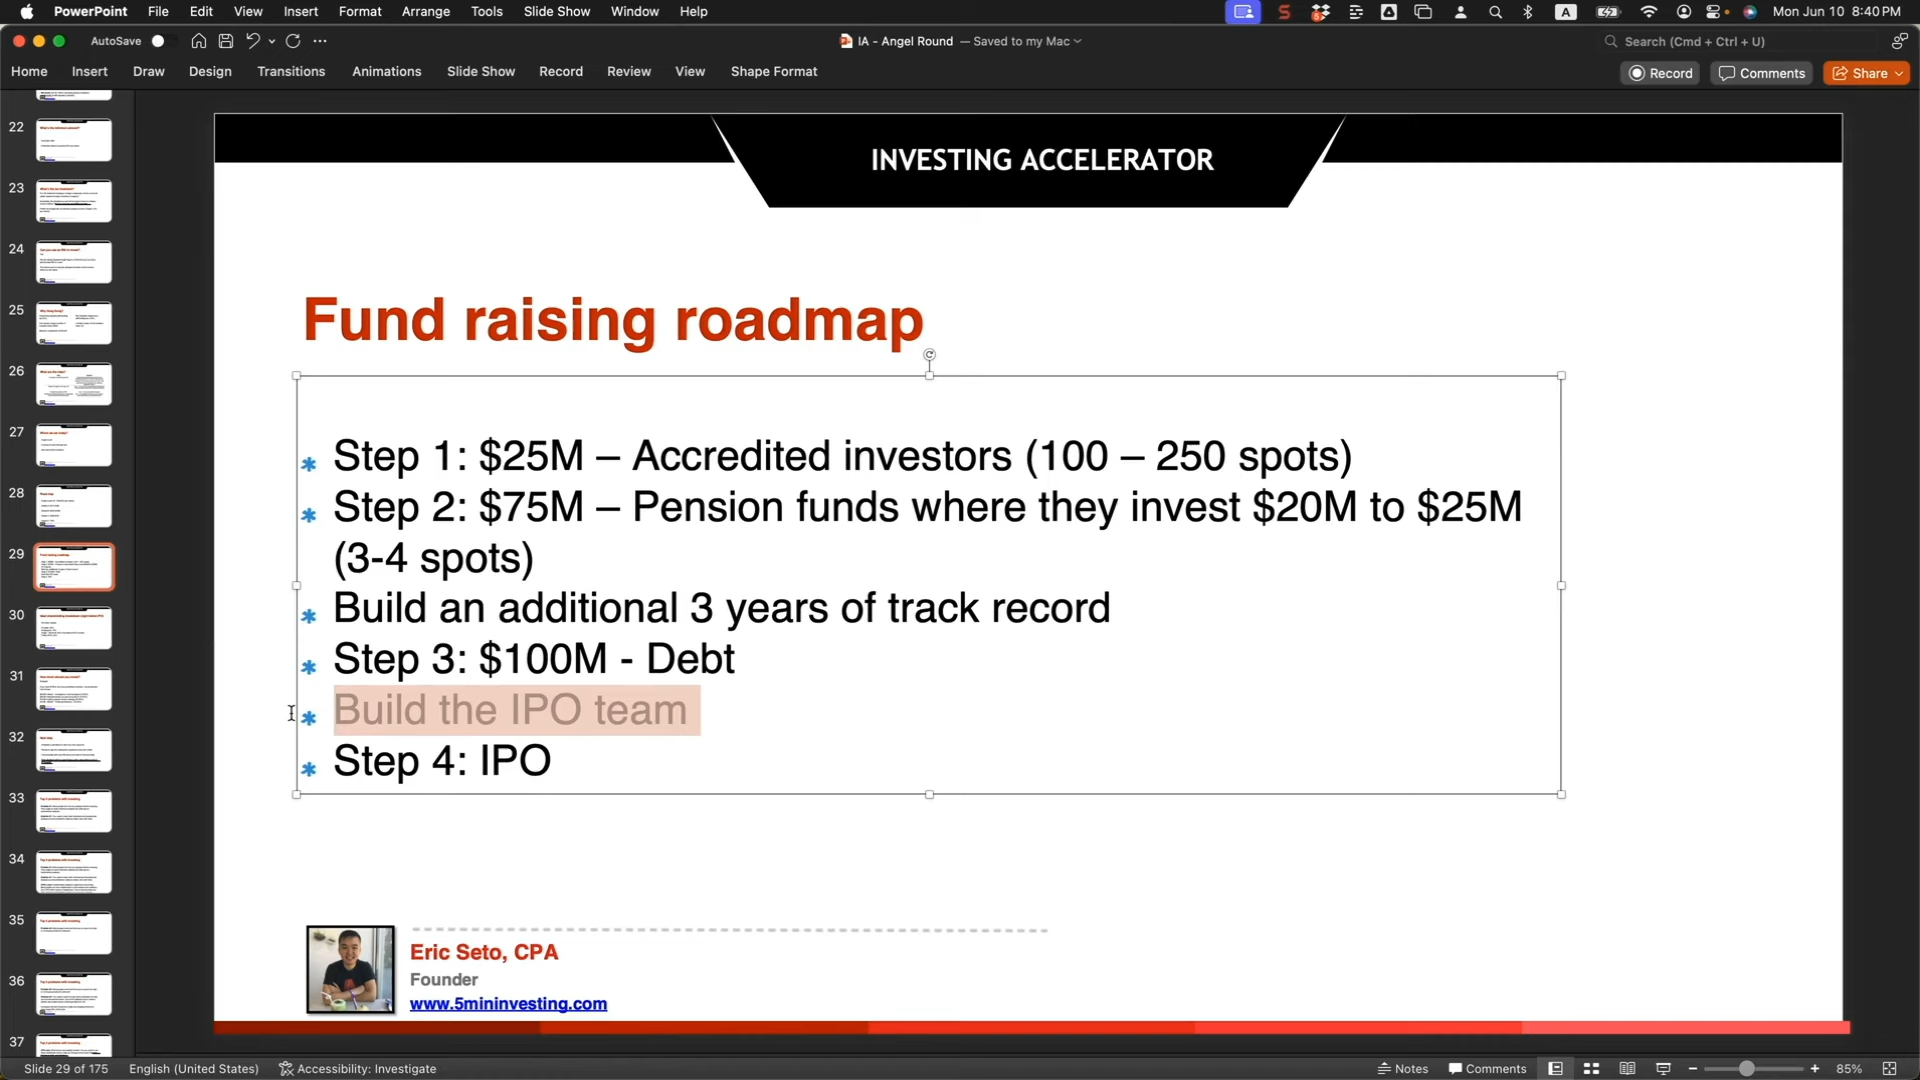 PowerPoint File Edit View Insert Format Arrange Tools Slide Show Window Help A Mon Jun 10 8:40 PM
AutoSave IA - Angel Round — Saved to my Mac Search (Cmd + Ctrl + U)
Home Insert Draw Design Transitions Animations Slide Show Record Review View Shape Format Record Comments Share
22
23
24
25
26
27
28
29
30
31
32
33
34
35
36
37
INVESTING ACCELERATOR
Fund raising roadmap
Step 1: $25M – Accredited investors (100 – 250 spots)
Step 2: $75M – Pension funds where they invest $20M to $25M
(3-4 spots)
Build an additional 3 years of track record
Step 3: $100M - Debt
Build the IPO team
Step 4: IPO
Eric Seto, CPA
Founder
www.5mininvesting.com
Slide 29 of 175 English (United States) Accessibility: Investigate Notes Comments 85%